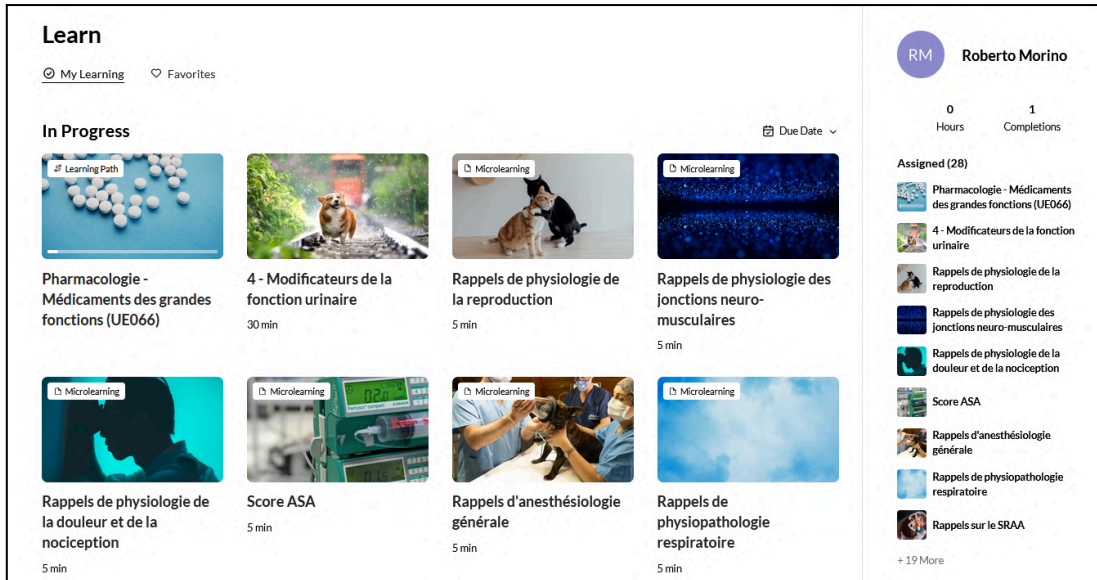 Learn
My Learning
Favorites
In Progress
Due Date
Learning Path
Pharmacologie -
Médicaments des grandes
fonctions (UE066)
4 - Modificateurs de la
fonction urinaire
30 min
Microlearning
Rappels de physiologie de
la reproduction
5 min
Microlearning
Rappels de physiologie des
jonctions neuro-
musculaires
5 min
Microlearning
Rappels de physiologie de
la douleur et de la
nociception
5 min
Microlearning
Score ASA
5 min
Microlearning
Rappels d'anesthésiologie
générale
5 min
Microlearning
Rappels de
physiopathologie
respiratoire
5 min
RM
Roberto Morino
0
Hours
1
Completions
Assigned (28)
Pharmacologie - Médicaments
des grandes fonctions (UE066)
4 - Modificateurs de la fonction
urinaire
Rappels de physiologie de la
reproduction
Rappels de physiologie des
jonctions neuro-musculaires
Rappels de physiologie de la
douleur et de la nociception
Score ASA
Rappels d'anesthésiologie
générale
Rappels de physiopathologie
respiratoire
Rappels sur le SRAA
+ 19 More